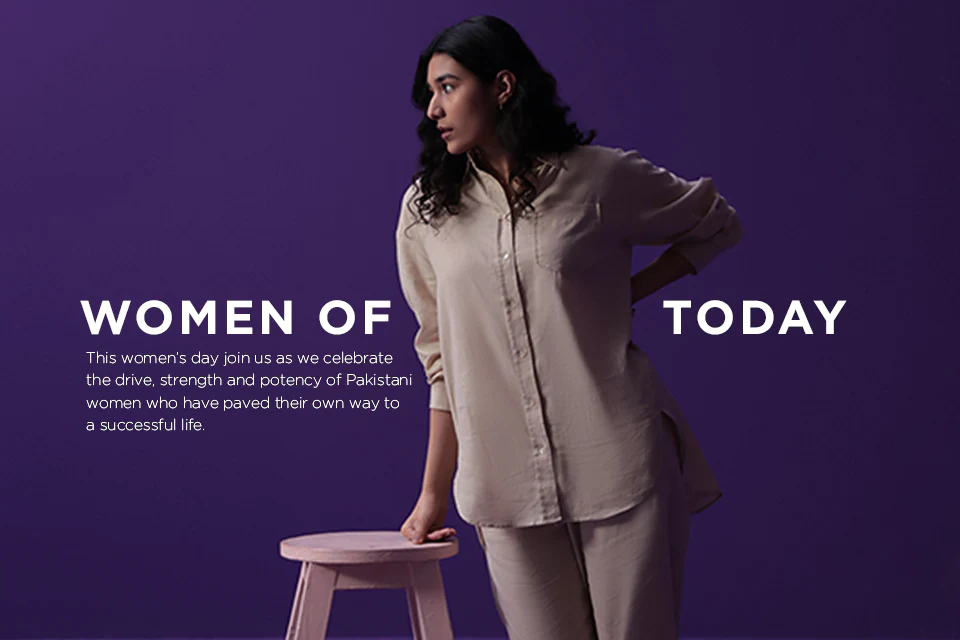 WOMEN OF TODAY
This women's day join us as we celebrate
the drive, strength and potency of Pakistani
women who have paved their own way to
a successful life.